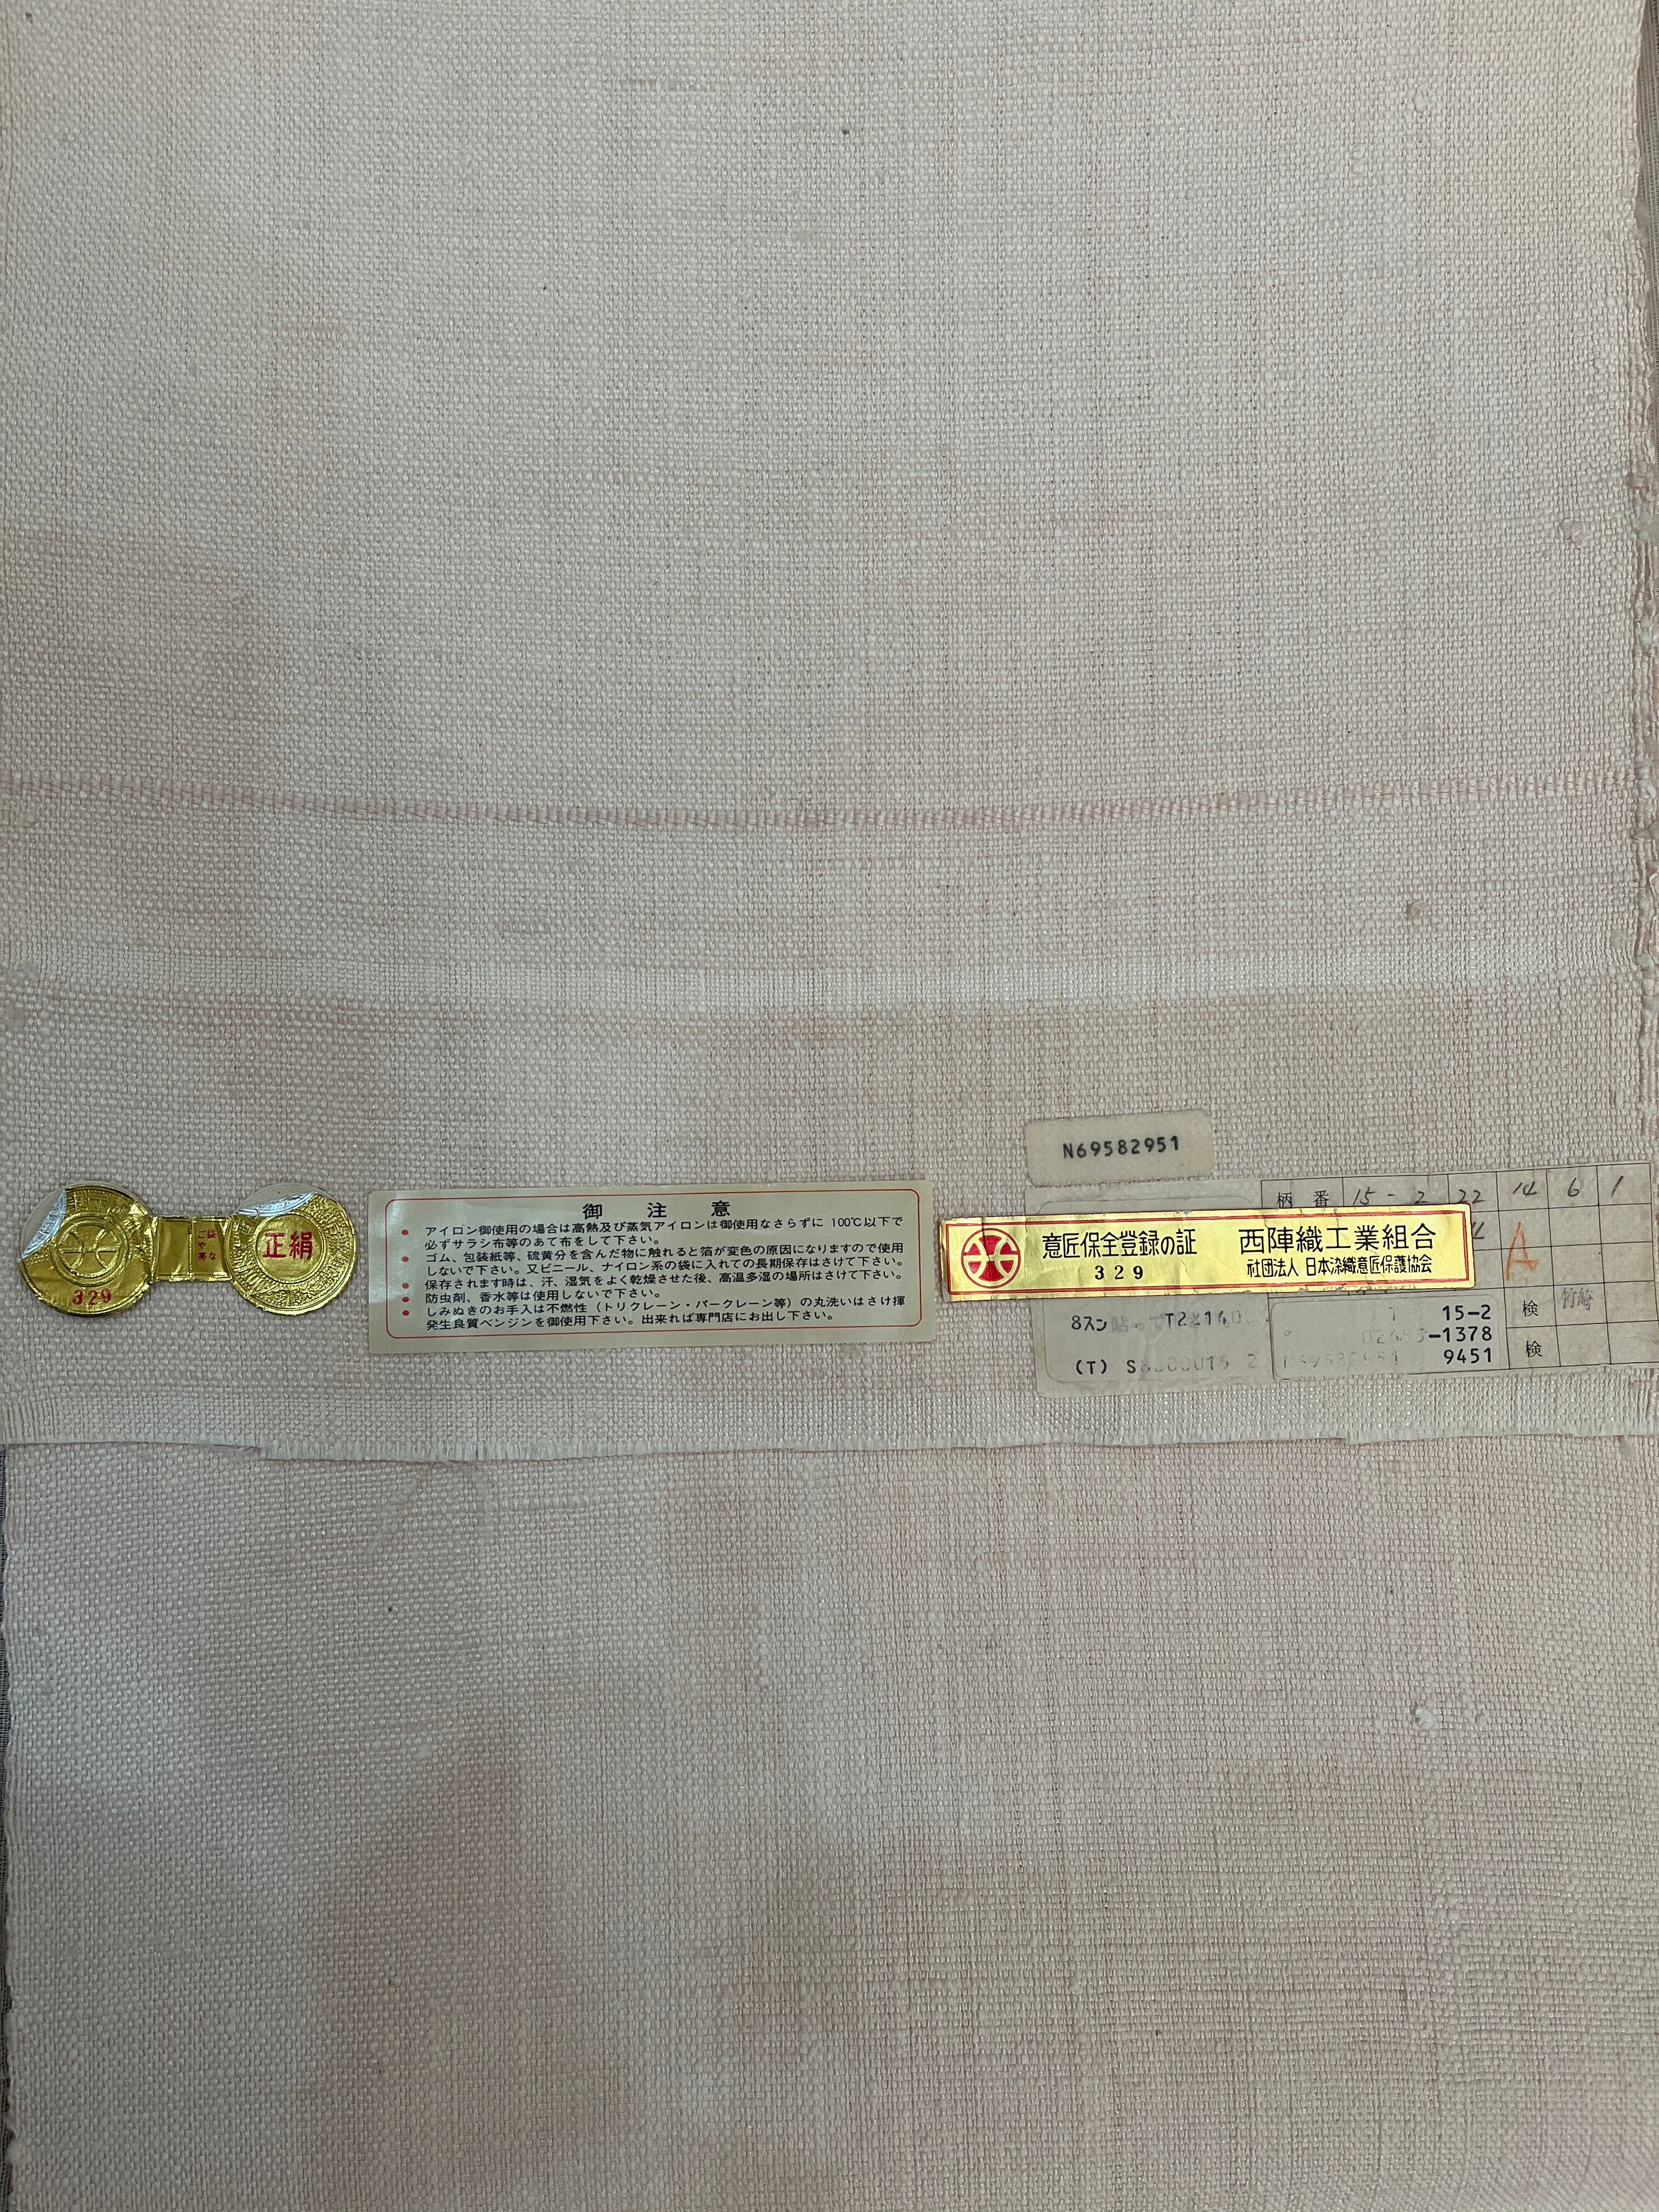 N69582951
329
正絹
御注意
アイロン御使用の場合は高熱及び蒸気アイロンは御使用なさらずに 100℃以下で
必ずサラシ布等のあて布をして下さい。
ゴム、包装紙等、硫黄分を含んだ物に触れると箔が変色の原因になりますので使用
しないで下さい。又ビニール、ナイロン系の袋に入れての長期保存はさけて下さい。
保存されます時は、汗、湿気をよく乾燥させた後、高温多湿の場所はさけて下さい。
防虫剤、香水等は使用しないで下さい。
しみぬきのお手入は不燃性（トリクレーン・パークレーン等）の丸洗いはさけ揮
発生良質ベンジンを御使用下さい。出来れば専門店にお出し下さい。
柄番 15-2 22 14 6 1
意匠保全登録の証 西陣織工業組合
329 社団法人 日本染織意匠保護協会
A
8スン
15-2
検 竹崎
-1378
(T) S
9451
検